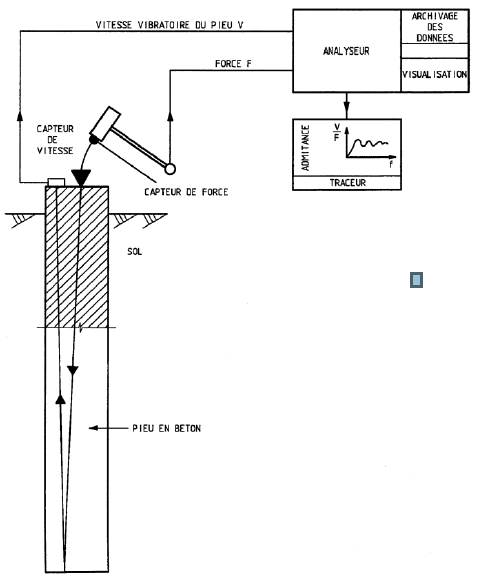 VITESSE VIBRATOIRE DU PIEU V
FORCE F
ANALYSEUR
ARCHIVAGE
DES
DONNEES
VISUALISATION
CAPTEUR
DE
VITESSE
CAPTEUR DE FORCE
ADMITANCE
V
F
f
TRACEUR
SOL
PIEU EN BETON